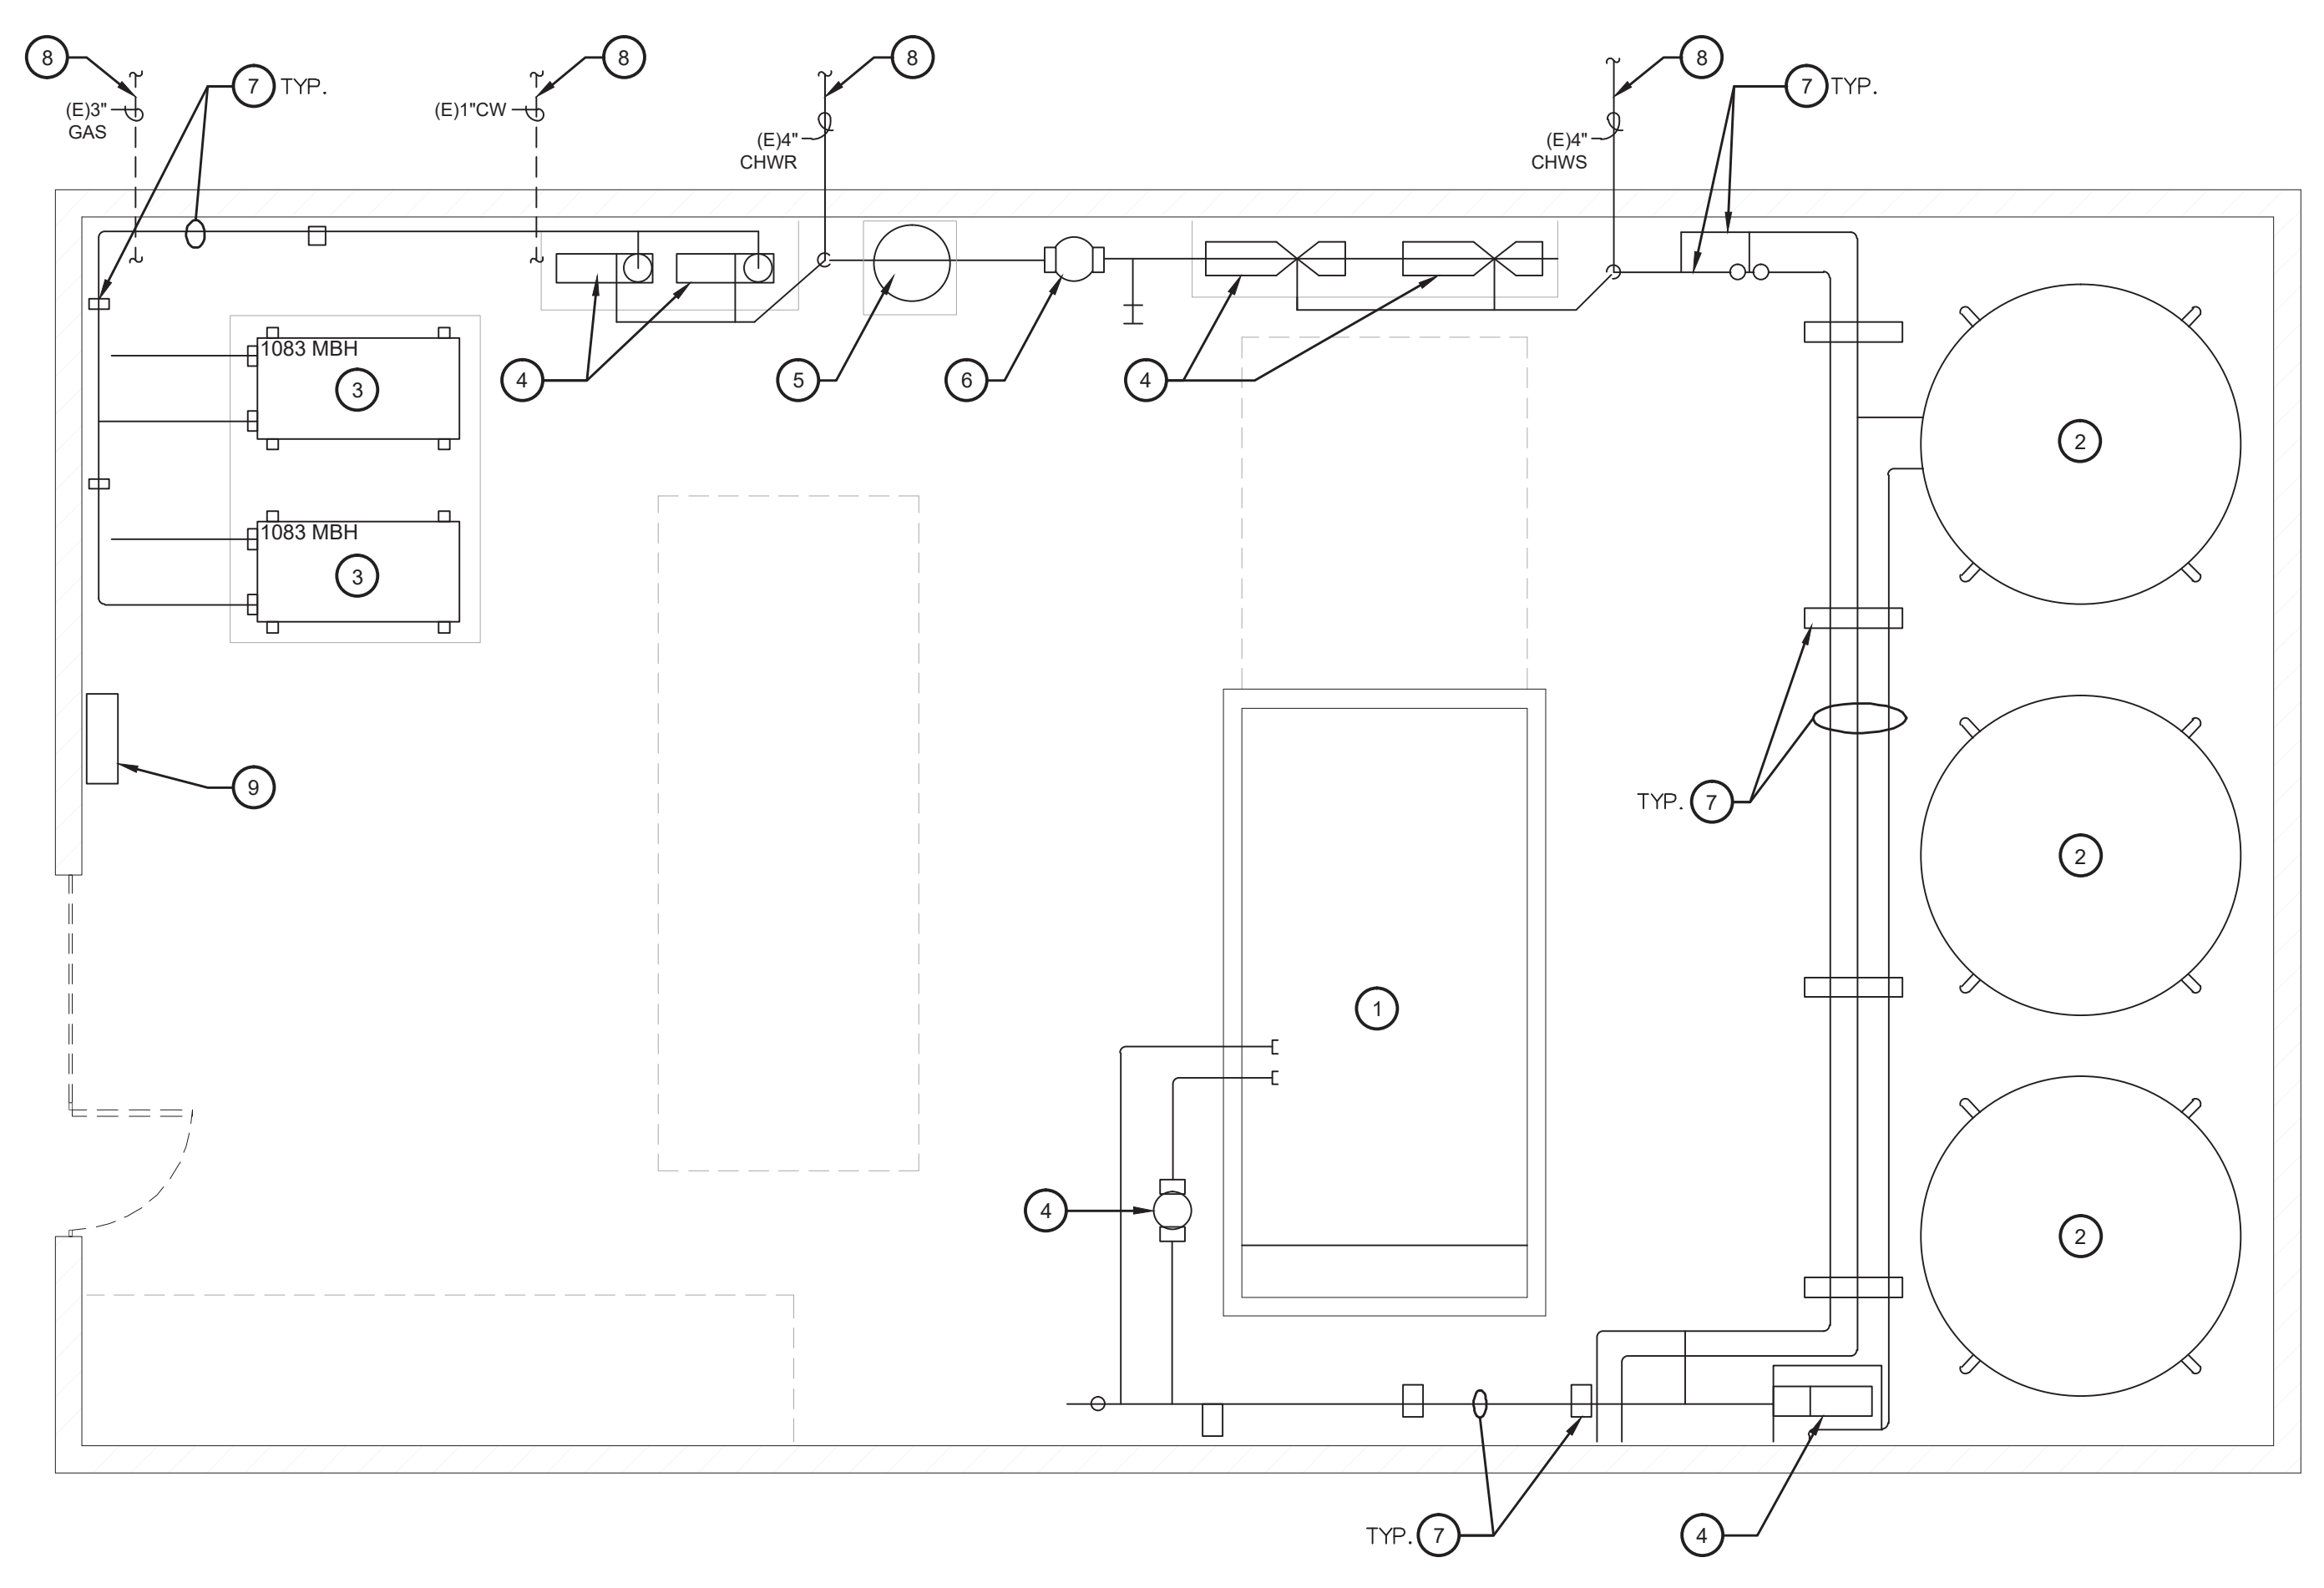 8
8
8
8
7 TYP.
7 TYP.
(E)3"
GAS
(E)1"CW
(E)4"
CHWR
(E)4"
CHWS
1083 MBH
3
4
5
6
4
2
1083 MBH
3
9
TYP. 7
2
1
4
2
TYP. 7
4